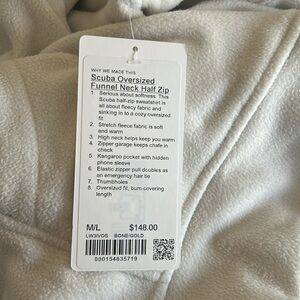 WHY WE MADE THIS
Scuba Oversized
Funnel Neck Half Zip
1. Serious about softness. This
Scuba half-zip sweatshirt is
all about fleecy fabric and
sinking in to a cozy oversized
fit
2. Stretch fleece fabric is soft
and warm
3. High neck helps keep you warm
4. Zipper garage keeps chafe in
check
5. Kangaroo pocket with hidden
phone sleeve
6. Elastic zipper pull doubles as
an emergency hair tie
7. Thumbholes
8. Oversized fit, bum-covering
length
M/L $148.00
LW3IVOS BONE/GOLD
000154835719